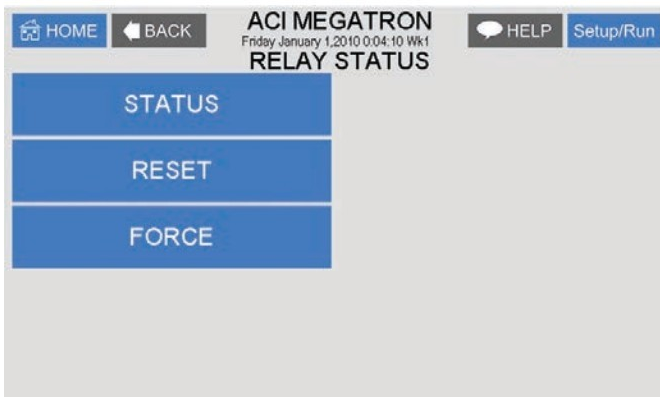 HOME BACK ACI MEGATRON HELP Setup/Run
Friday January 1,2010 0:04:10 Wk1
RELAY STATUS
STATUS
RESET
FORCE